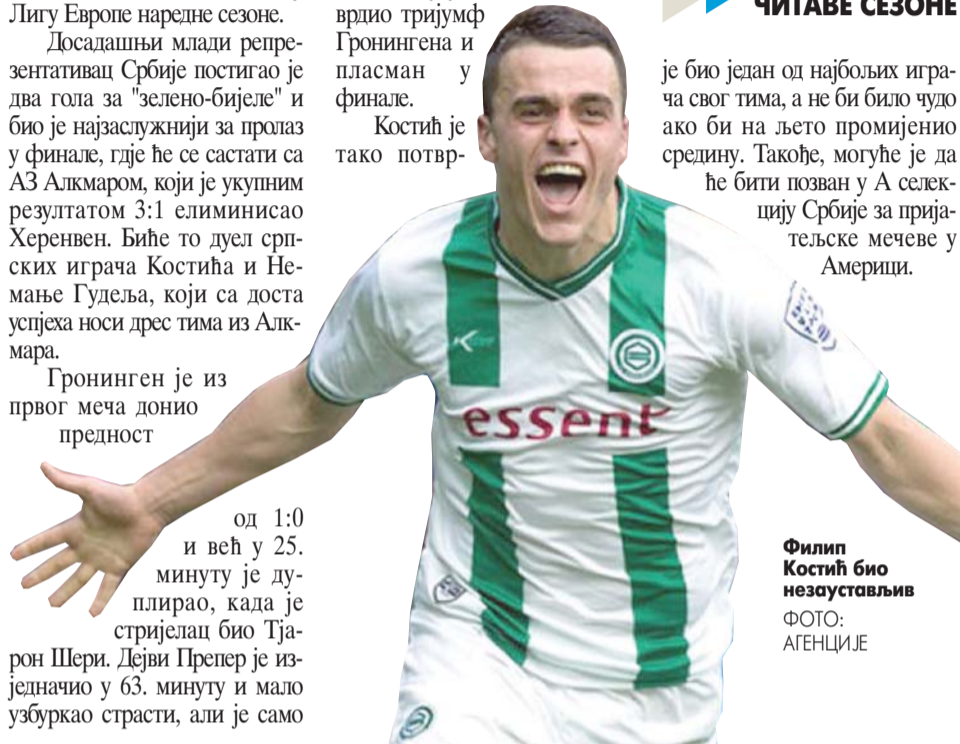 Лигу Европе наредне сезоне.
Досадашњи млади репре-
зентативац Србије постигао је
два гола за "зелено-бијеле" и
био је најзаслужнији за пролаз
у финале, гдје ће се састати са
АЗ Алкмаром, који је укупним
резултатом 3:1 елиминисао
Херенвен. Биће то дуел срп-
ских играча Костића и Не-
мање Гудеља, који са доста
успјеха носи дрес тима из Алк-
мара.
Гронинген је из
првог меча донио
предност
од 1:0
и већ у 25.
минуту је ду-
плирао, када је
стријелац био Тја-
рон Шери. Дејви Препер је из-
једначио у 63. минуту и мало
узбуркао страсти, али је само
врдио тријумф
Гронингена и
пласман у
финале.
Костић је
тако потвр-
ЧИТАВЕ СЕЗОНЕ
је био један од најбољих игра-
ча свог тима, а не би било чудо
ако би на љето промијенио
средину. Такође, могуће је да
ће бити позван у А селек-
цију Србије за прија-
тељске мечеве у
Америци.
essent
Филип
Костић био
незаустављив
ФОТО:
АГЕНЦИЈЕ